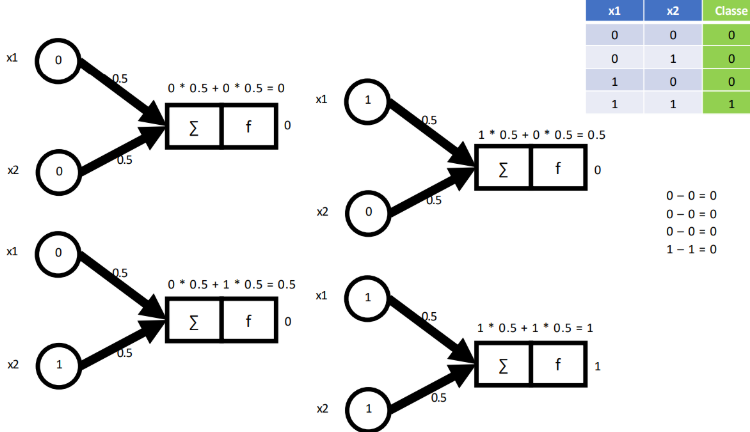 x1
0
0.5
0 * 0.5 + 0 * 0.5 = 0
∑ f 0
x2
0
0.5
x1
0
0.5
0 * 0.5 + 1 * 0.5 = 0.5
∑ f 0
x2
1
0.5
x1
1
0.5
1 * 0.5 + 0 * 0.5 = 0.5
∑ f 0
x2
0
0.5
x1
1
0.5
1 * 0.5 + 1 * 0.5 = 1
∑ f 1
x2
1
0.5
x1 x2 Classe
0 0 0
0 1 0
1 0 0
1 1 1
0 – 0 = 0
0 – 0 = 0
0 – 0 = 0
1 – 1 = 0